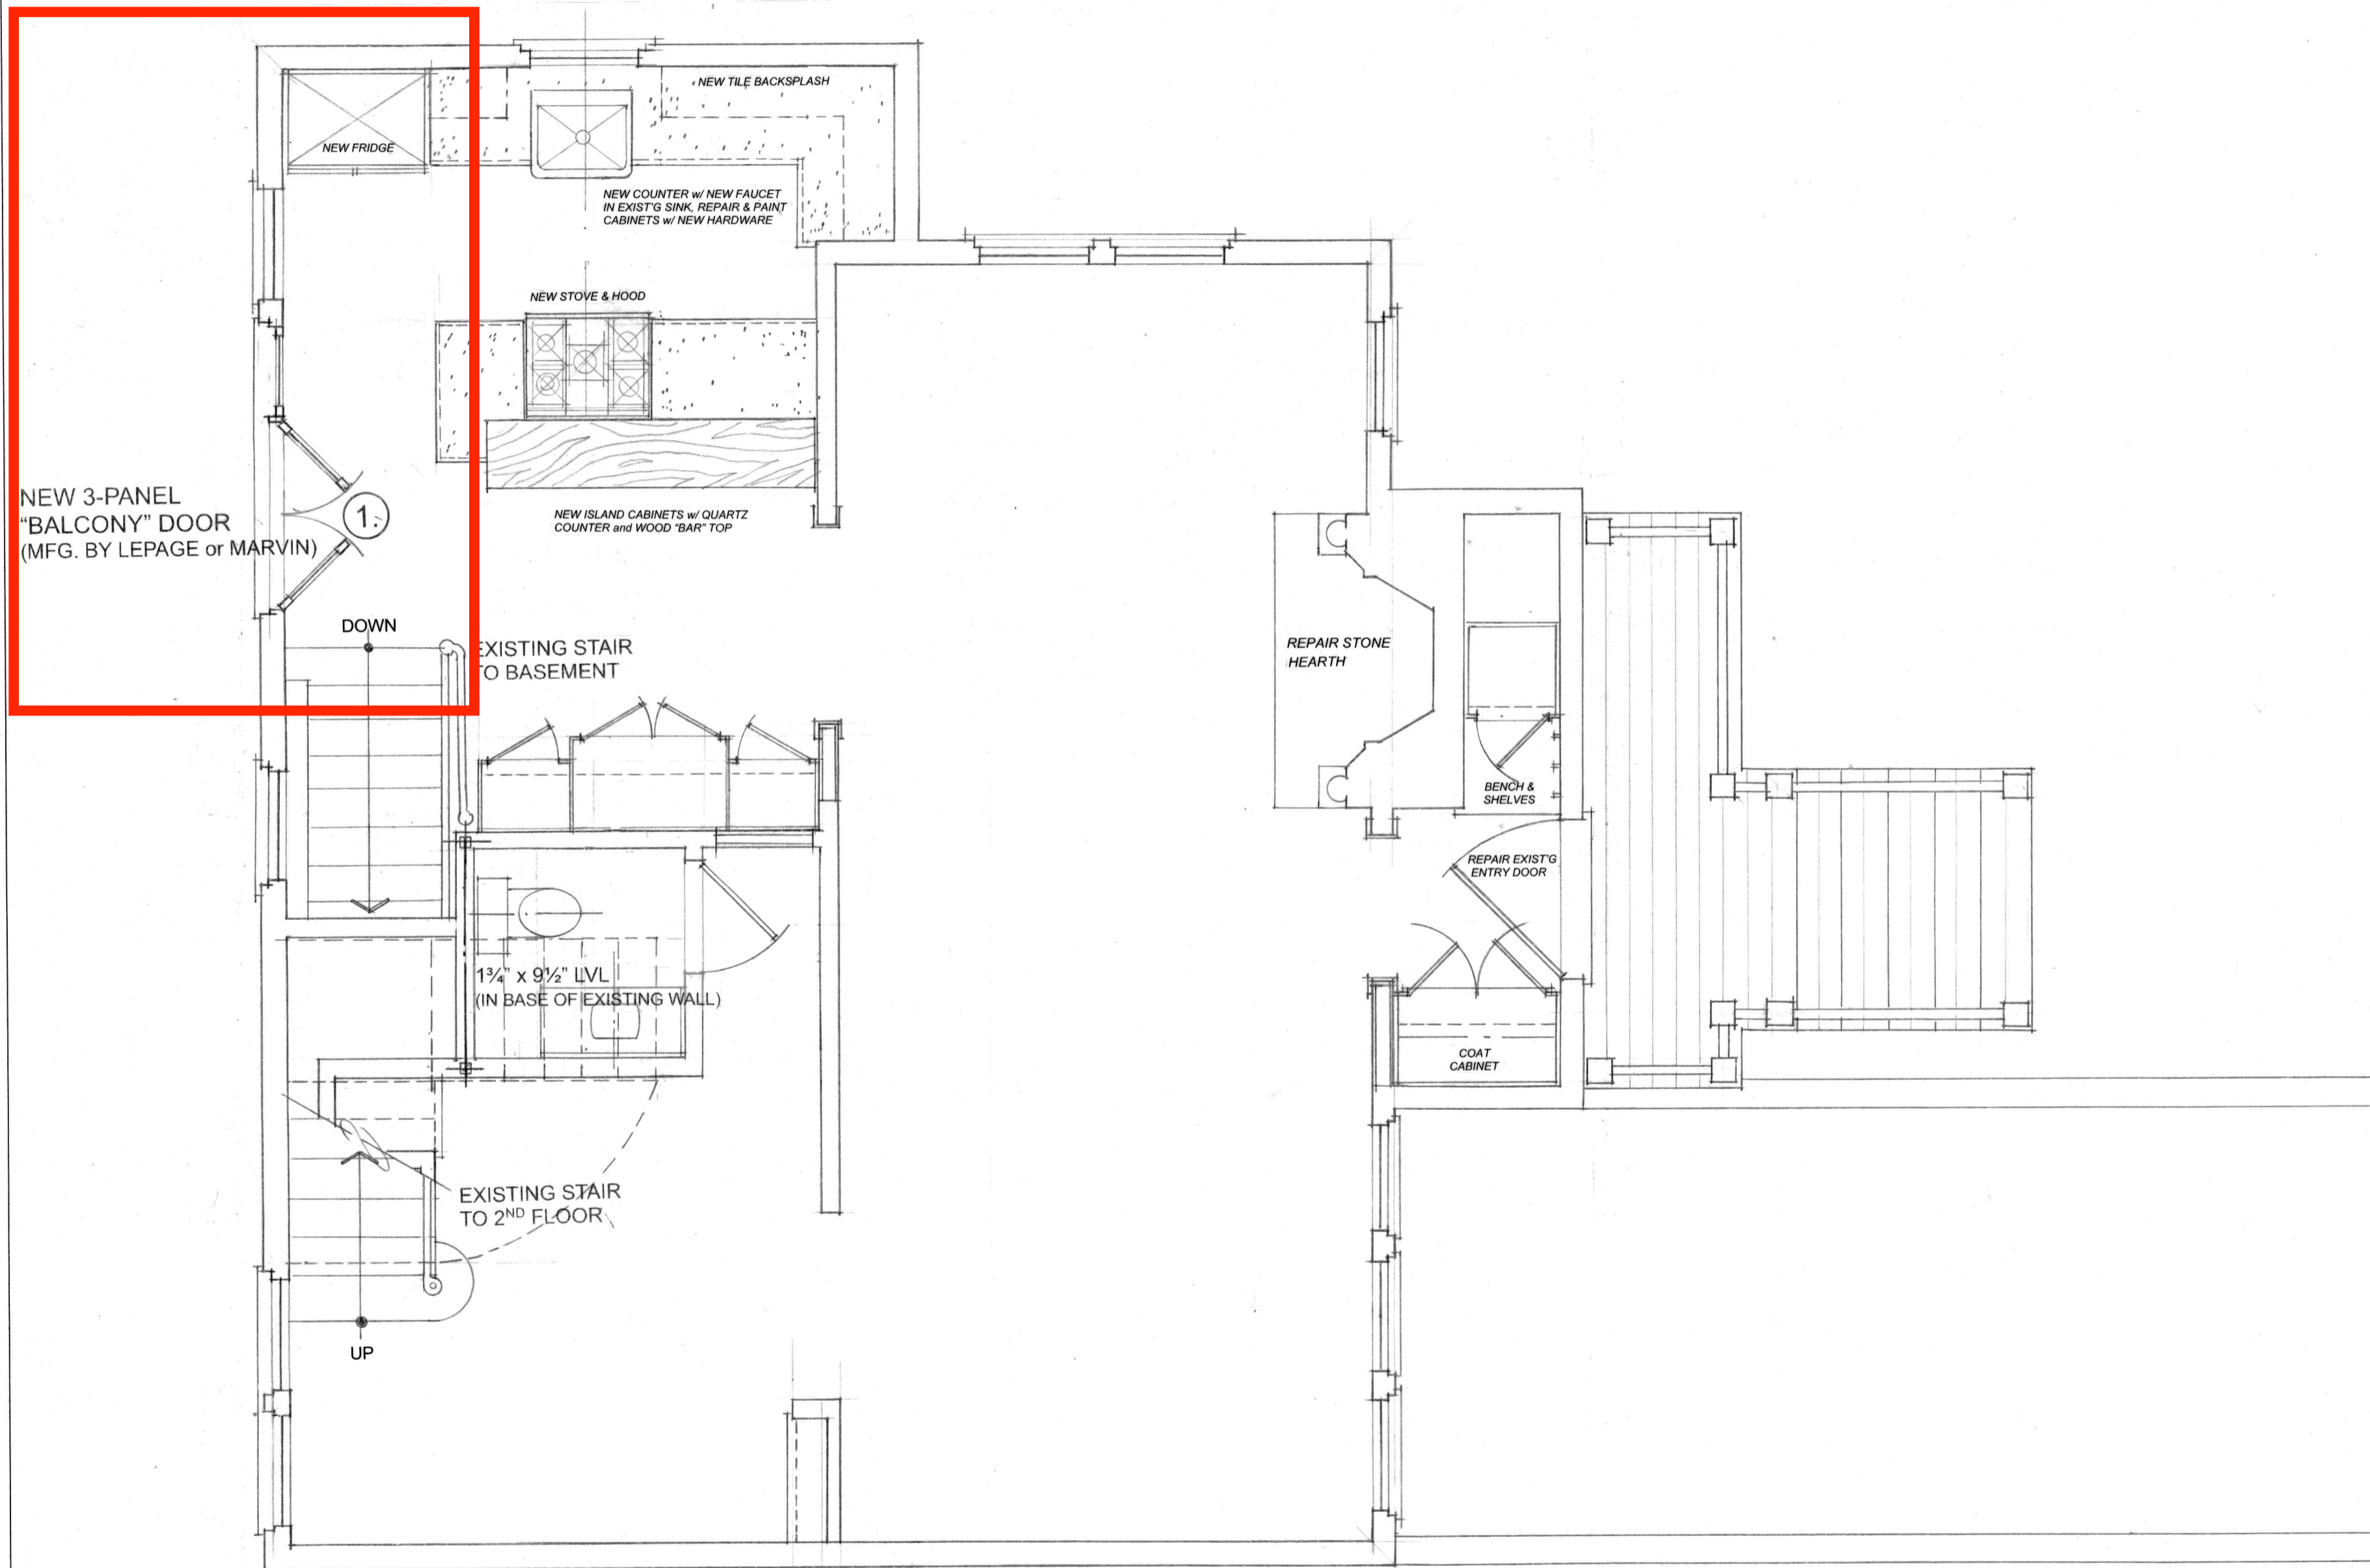 NEW TILE BACKSPLASH
NEW FRIDGE
NEW COUNTER w/ NEW FAUCET
IN EXIST'G SINK, REPAIR & PAINT
CABINETS w/ NEW HARDWARE
NEW STOVE & HOOD
NEW 3-PANEL
“BALCONY” DOOR
(MFG. BY LEPAGE or MARVIN)
1.
NEW ISLAND CABINETS w/ QUARTZ
COUNTER and WOOD "BAR" TOP
DOWN
EXISTING STAIR
TO BASEMENT
REPAIR STONE
HEARTH
BENCH &
SHELVES
REPAIR EXIST'G
ENTRY DOOR
1¾" x 9½" LVL
(IN BASE OF EXISTING WALL)
COAT
CABINET
EXISTING STAIR
TO 2ND FLOOR
UP